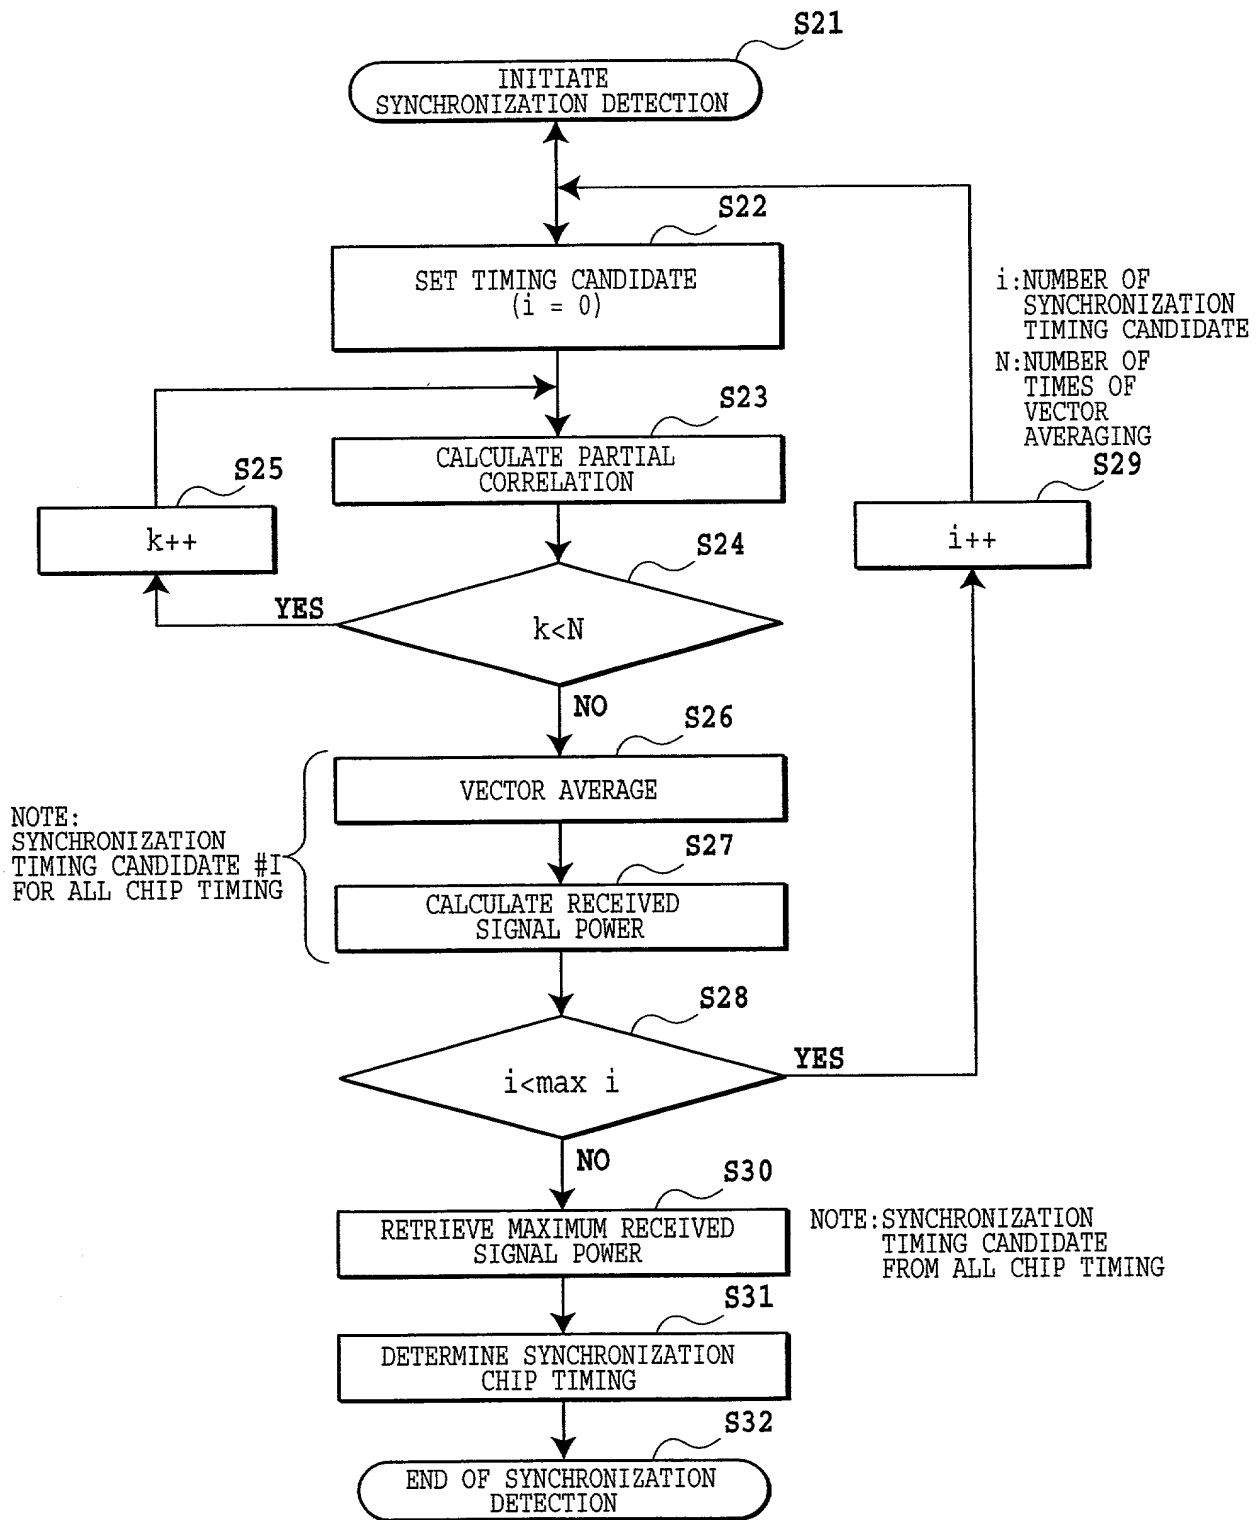 S21
INITIATE
SYNCHRONIZATION DETECTION
S22
SET TIMING CANDIDATE
(i = 0)
i:NUMBER OF
SYNCHRONIZATION
TIMING CANDIDATE
N:NUMBER OF
TIMES OF
VECTOR
AVERAGING
S23
CALCULATE PARTIAL
CORRELATION
S25
k++
S29
i++
S24
YES
k<N
NO
S26
VECTOR AVERAGE
NOTE:
SYNCHRONIZATION
TIMING CANDIDATE #I
FOR ALL CHIP TIMING
S27
CALCULATE RECEIVED
SIGNAL POWER
S28
YES
i<max i
NO
S30
RETRIEVE MAXIMUM RECEIVED
SIGNAL POWER
NOTE:SYNCHRONIZATION
TIMING CANDIDATE
FROM ALL CHIP TIMING
S31
DETERMINE SYNCHRONIZATION
CHIP TIMING
S32
END OF SYNCHRONIZATION
DETECTION